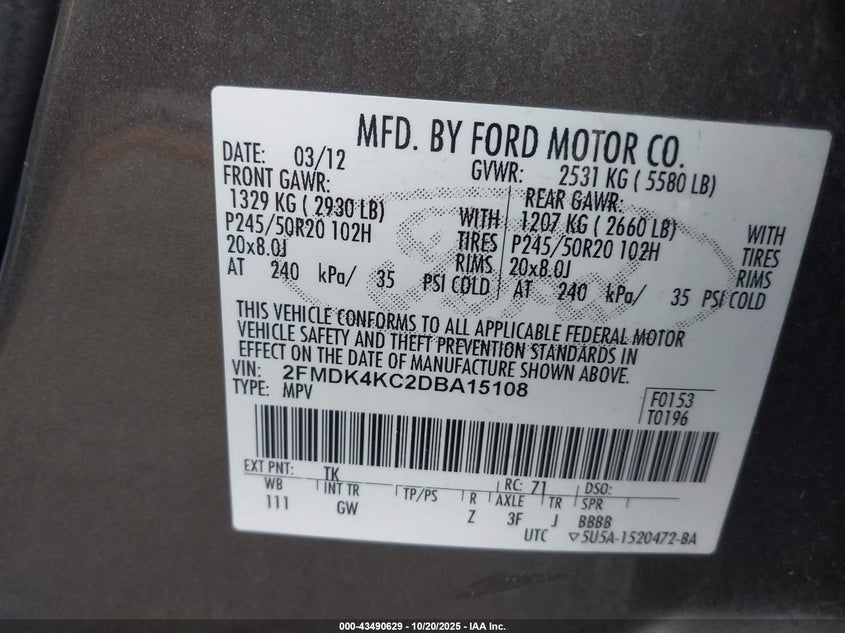 MFD. BY FORD MOTOR CO.
DATE: 03/12 GVWR: 2531 KG ( 5580 LB)
FRONT GAWR: REAR GAWR:
1329 KG ( 2930 LB) WITH 1207 KG ( 2660 LB) WITH
P245/50R20 102H TIRES P245/50R20 102H TIRES
20x8.0J RIMS 20x8.0J RIMS
AT 240 kPa/ 35 PSI COLD AT 240 kPa/ 35 PSI COLD
THIS VEHICLE CONFORMS TO ALL APPLICABLE FEDERAL MOTOR
VEHICLE SAFETY AND THEFT PREVENTION STANDARDS IN
EFFECT ON THE DATE OF MANUFACTURE SHOWN ABOVE.
VIN: 2FMDK4KC2DBA15108
TYPE: MPV F0153
T0196
EXT PNT: TK RC: 71 DSO:
WB INT TR TP/PS R AXLE TR SPR
111 GW Z 3F J BBBB
UTC ▽5U5A-1520472-BA
000-43490629 - 10/20/2025 - IAA Inc.